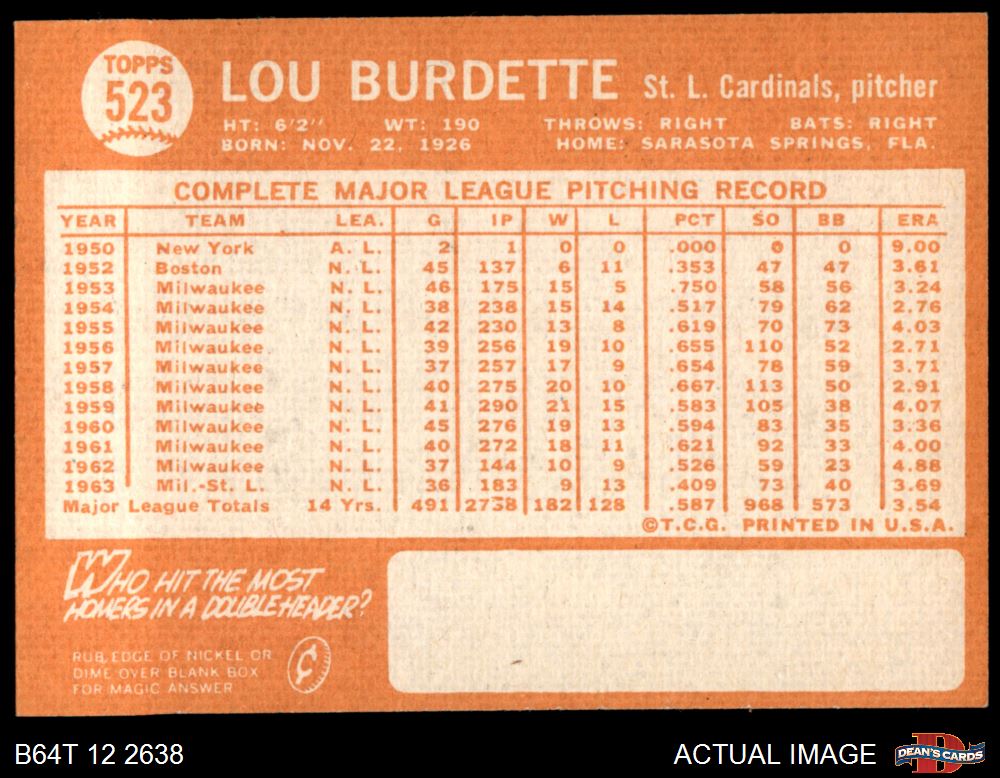 TOPPS
523
LOU BURDETTE St. L. Cardinals, pitcher
HT: 6'2" WT: 190 THROWS: RIGHT BATS: RIGHT
BORN: NOV. 22, 1926 HOME: SARASOTA SPRINGS, FLA.
COMPLETE MAJOR LEAGUE PITCHING RECORD
YEAR TEAM LEA. G IP W L PCT SO BB ERA
1950 New York A. L. 2 1 0 0 .000 0 0 9.00
1952 Boston N. L. 45 137 6 11 .353 47 47 3.61
1953 Milwaukee N. L. 46 175 15 5 .750 58 56 3.24
1954 Milwaukee N. L. 38 238 15 14 .517 79 62 2.76
1955 Milwaukee N. L. 42 230 13 8 .619 70 73 4.03
1956 Milwaukee N. L. 39 256 19 10 .655 110 52 2.71
1957 Milwaukee N. L. 37 257 17 9 .654 78 59 3.71
1958 Milwaukee N. L. 40 275 20 10 .667 113 50 2.91
1959 Milwaukee N. L. 41 290 21 15 .583 105 38 4.07
1960 Milwaukee N. L. 45 276 19 13 .594 83 35 3.36
1961 Milwaukee N. L. 40 272 18 11 .621 92 33 4.00
1962 Milwaukee N. L. 37 144 10 9 .526 59 23 4.88
1963 Mil.-St. L. N. L. 36 183 9 13 .409 73 40 3.69
Major League Totals 14 Yrs. 491 2738 182 128 .587 968 573 3.54
©T.C.G. PRINTED IN U.S.A.
WHO HIT THE MOST
HOMERS IN A DOUBLEHEADER?
RUB EDGE OF NICKEL OR
DIME OVER BLANK BOX
FOR MAGIC ANSWER
¢
B64T 12 2638 ACTUAL IMAGE
D
DEAN'S CARDS